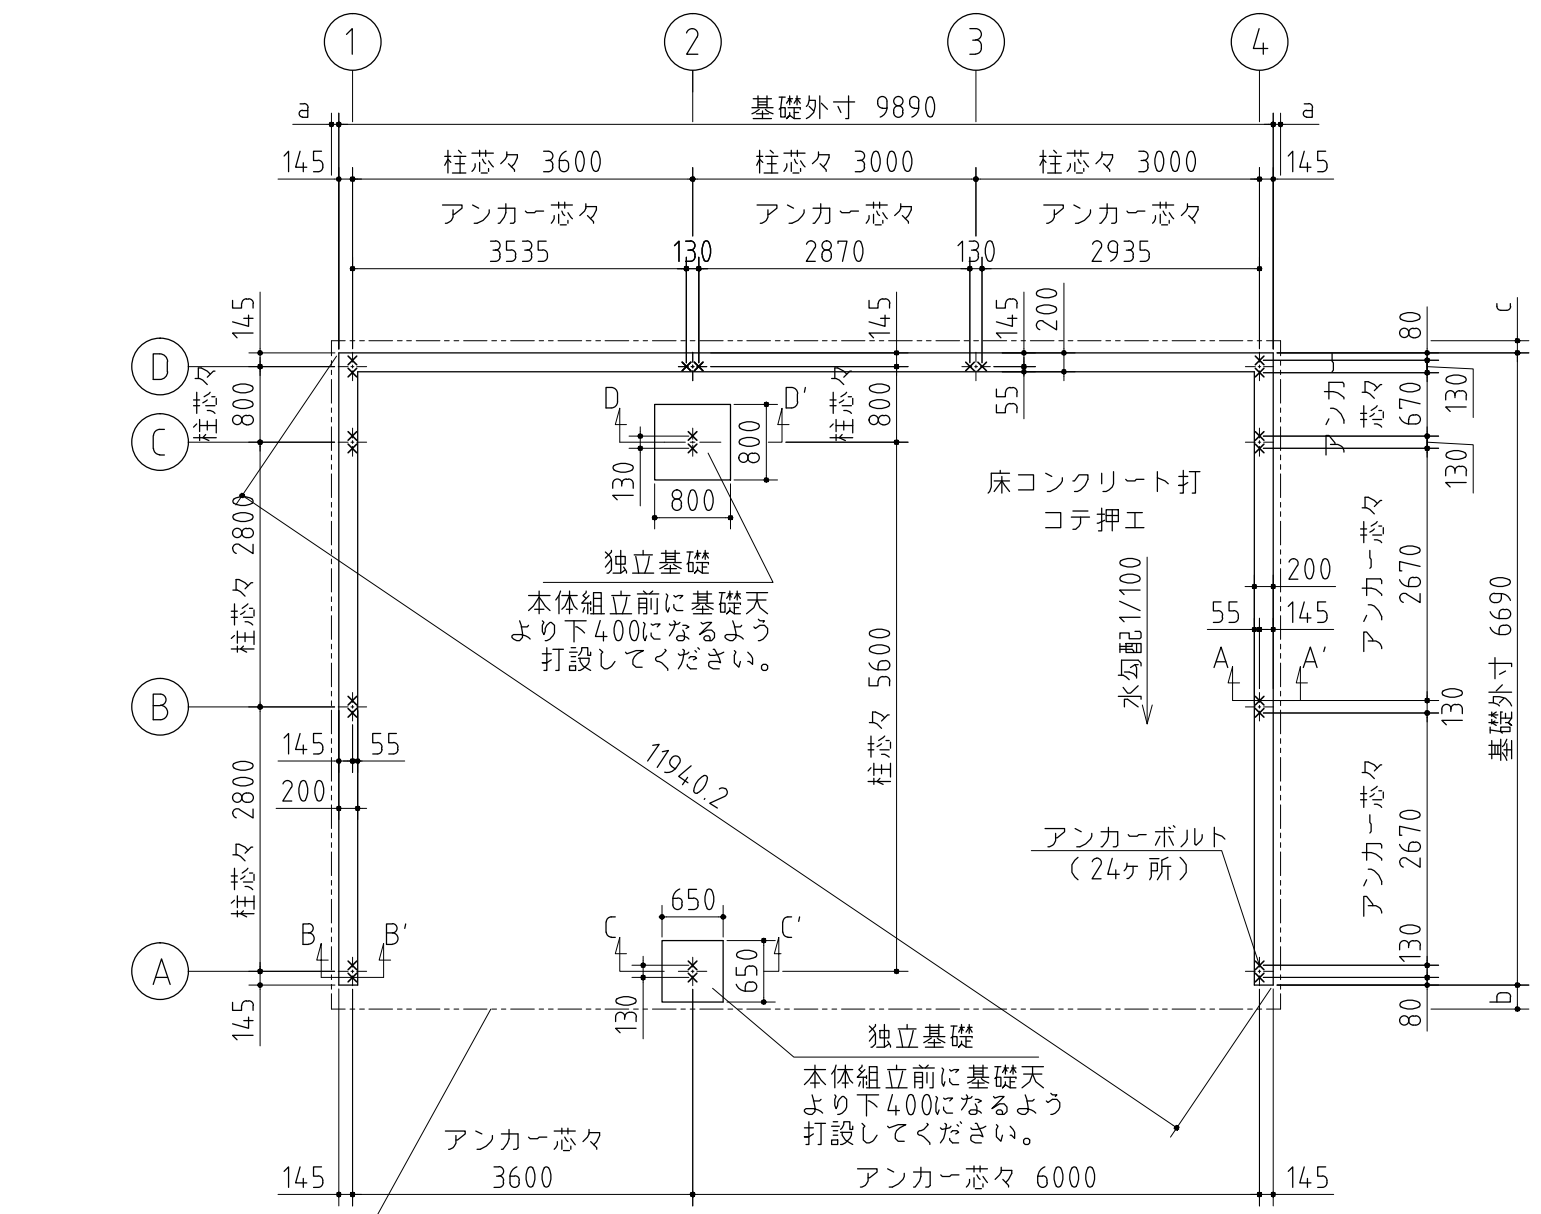 1
2
3
4
a
基礎外寸 9890
a
145
柱芯々 3600
柱芯々 3000
柱芯々 3000
145
アンカー芯々
アンカー芯々
アンカー芯々
3535
130
2870
130
2935
145
145
145
200
80
c
D
柱芯々
800
柱芯々
800
55
アンカ
芯々
670
130
D
D'
C
800
130
800
130
床コンクリート打
コテ押エ
柱芯々 2800
アンカー芯々
2670
独立基礎
本体組立前に基礎天
より下400になるよう
打設してください。
水勾配1/100
200
55
145
A
A'
柱芯々 5600
基礎外寸 6690
B
130
145
55
200
11940.2
柱芯々 2800
アンカー芯々
2670
アンカーボルト
(24ヶ所)
650
B
B'
C
C'
130
A
650
145
130
80
b
独立基礎
本体組立前に基礎天
より下400になるよう
打設してください。
アンカー芯々
145
3600
アンカー芯々 6000
145